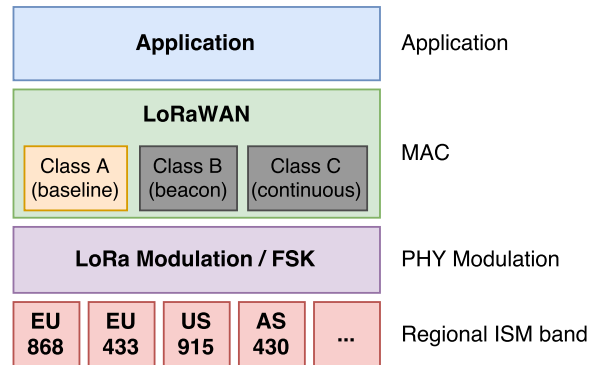 Application
Application
LoRaWAN
MAC
Class A
(baseline)
Class B
(beacon)
Class C
(continuous)
LoRa Modulation / FSK
PHY Modulation
EU
868
EU
433
US
915
AS
430
...
Regional ISM band